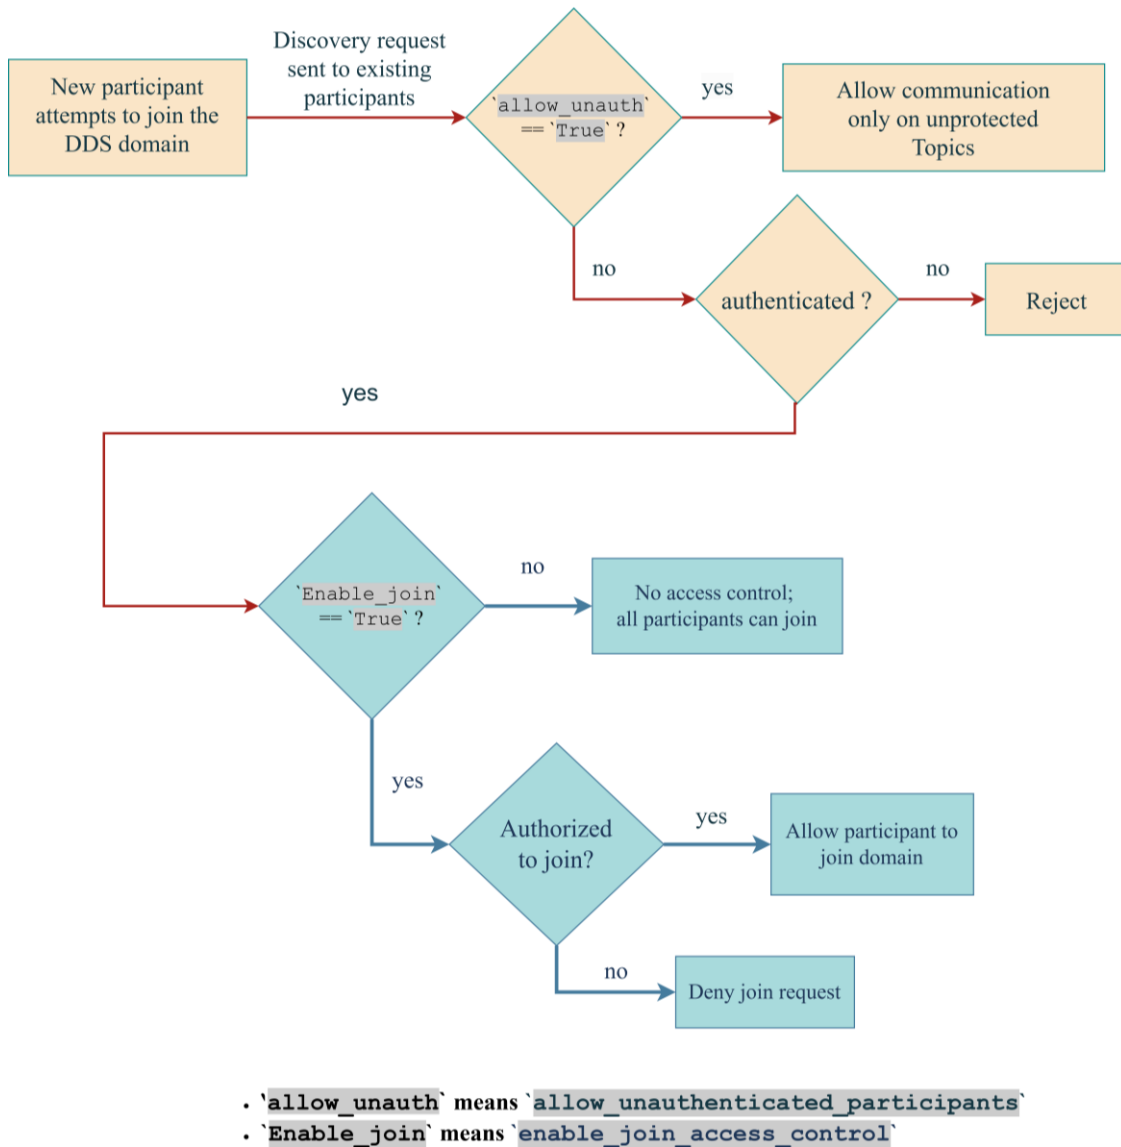 New participant
attempts to join the
DDS domain
Discovery request
sent to existing
participants
`allow_unauth`
== `True` ?
yes
Allow communication
only on unprotected
Topics
no
authenticated ?
no
Reject
yes
`Enable_join`
== `True` ?
no
No access control;
all participants can join
yes
Authorized
to join?
yes
Allow participant to
join domain
no
Deny join request
• `allow_unauth` means `allow_unauthenticated_participants`
• `Enable_join` means `enable_join_access_control`